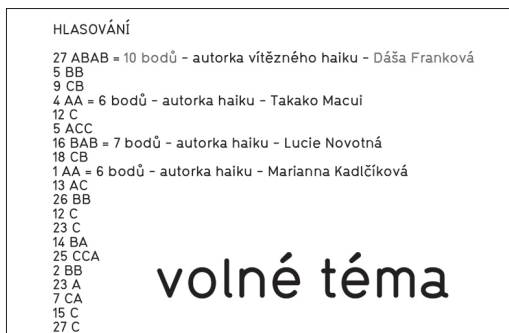 HLASOVÁNÍ
27 ABAB = 10 bodů - autorka vítězného haiku - Dáša Franková
5 BB
9 CB
4 AA = 6 bodů - autorka haiku - Takako Macui
12 C
5 ACC
16 BAB = 7 bodů - autorka haiku - Lucie Novotná
18 CB
1 AA = 6 bodů - autorka haiku - Marianna Kadlčíková
13 AC
26 BB
12 C
23 C
14 BA
25 CCA
2 BB
23 A
7 CA
15 C
27 C
volné téma